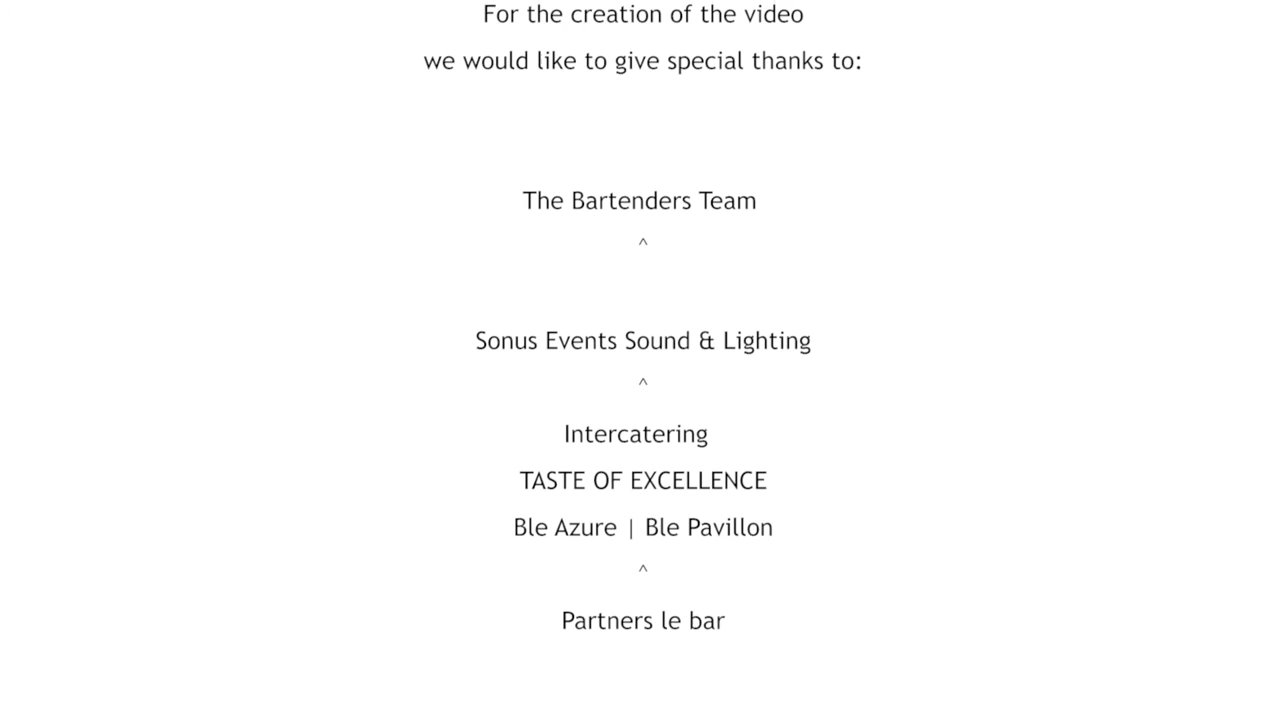 For the creation of the video
we would like to give special thanks to:
The Bartenders Team
^
Sonus Events Sound & Lighting
^
Intercatering
TASTE OF EXCELLENCE
Ble Azure | Ble Pavillon
^
Partners le bar